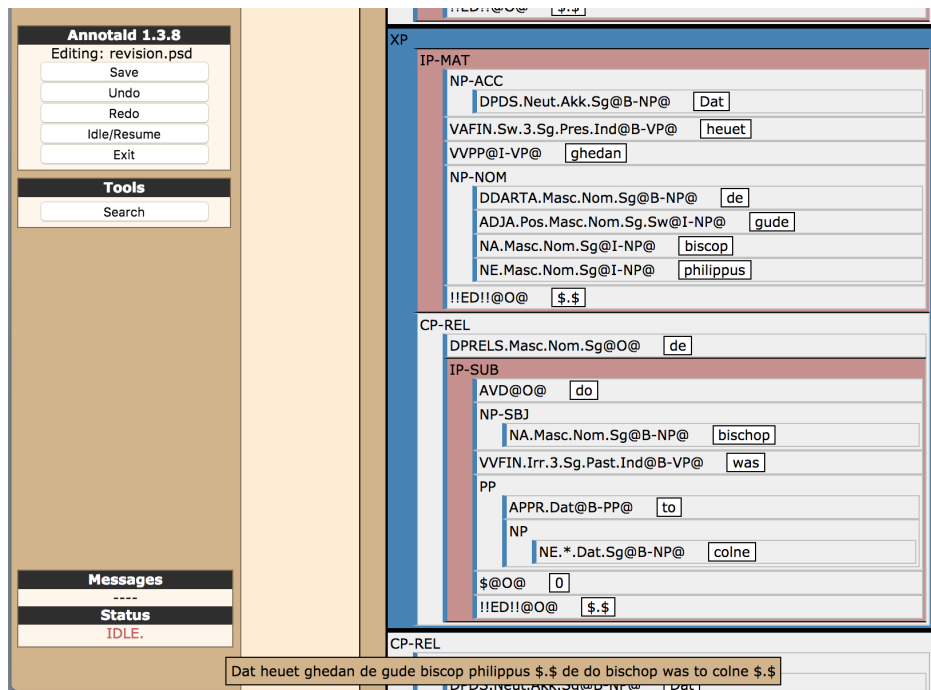 !!ED!!@O@ $.$
Annotald 1.3.8
Editing: revision.psd
Save
Undo
Redo
Idle/Resume
Exit
Tools
Search
Messages
----
Status
IDLE.
XP
IP-MAT
NP-ACC
DPDS.Neut.Akk.Sg@B-NP@ Dat
VAFIN.Sw.3.Sg.Pres.Ind@B-VP@ heuet
VVPP@I-VP@ ghedan
NP-NOM
DDARTA.Masc.Nom.Sg@B-NP@ de
ADJA.Pos.Masc.Nom.Sg.Sw@I-NP@ gude
NA.Masc.Nom.Sg@I-NP@ biscop
NE.Masc.Nom.Sg@I-NP@ philippus
!!ED!!@O@ $.$
CP-REL
DPRELS.Masc.Nom.Sg@O@ de
IP-SUB
AVD@O@ do
NP-SBJ
NA.Masc.Nom.Sg@B-NP@ bischop
VVFIN.Irr.3.Sg.Past.Ind@B-VP@ was
PP
APPR.Dat@B-PP@ to
NP
NE.*.Dat.Sg@B-NP@ colne
$@O@ 0
!!ED!!@O@ $.$
CP-REL
Dat heuet ghedan de gude biscop philippus $.$ de do bischop was to colne $.$
DPDS.Neut.Akk.Sg@B-NP@ Dat